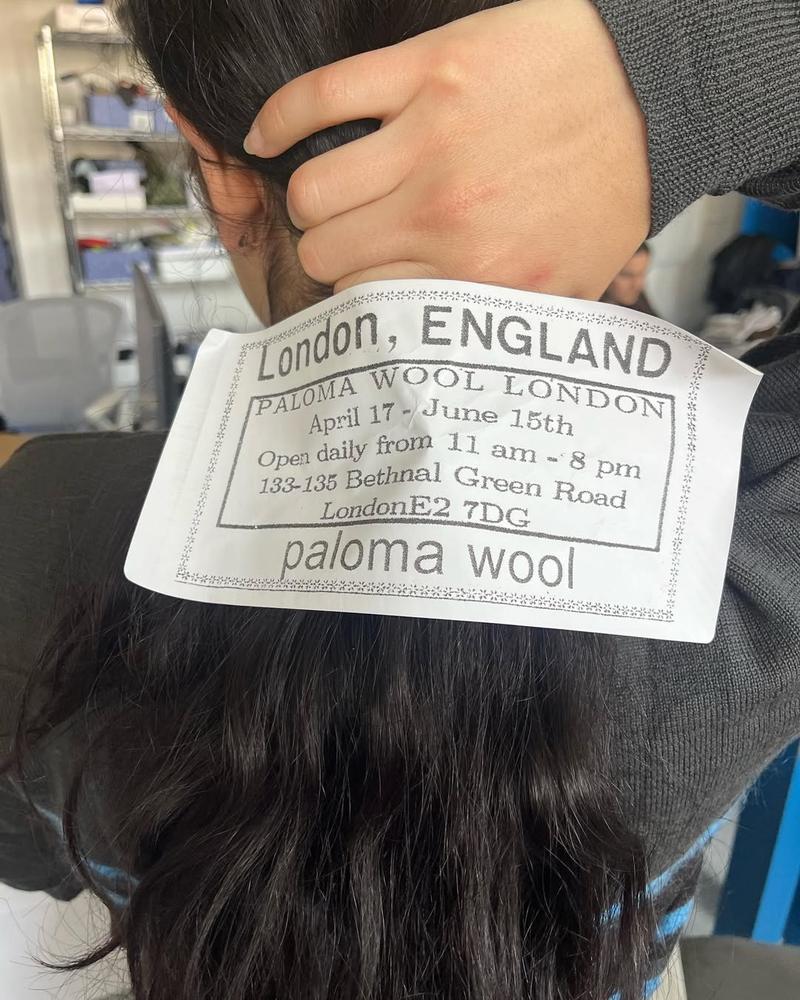 London, ENGLAND
PALOMA WOOL LONDON
April 17 - June 15th
Open daily from 11 am - 8 pm
133-135 Bethnal Green Road
LondonE2 7DG
paloma wool